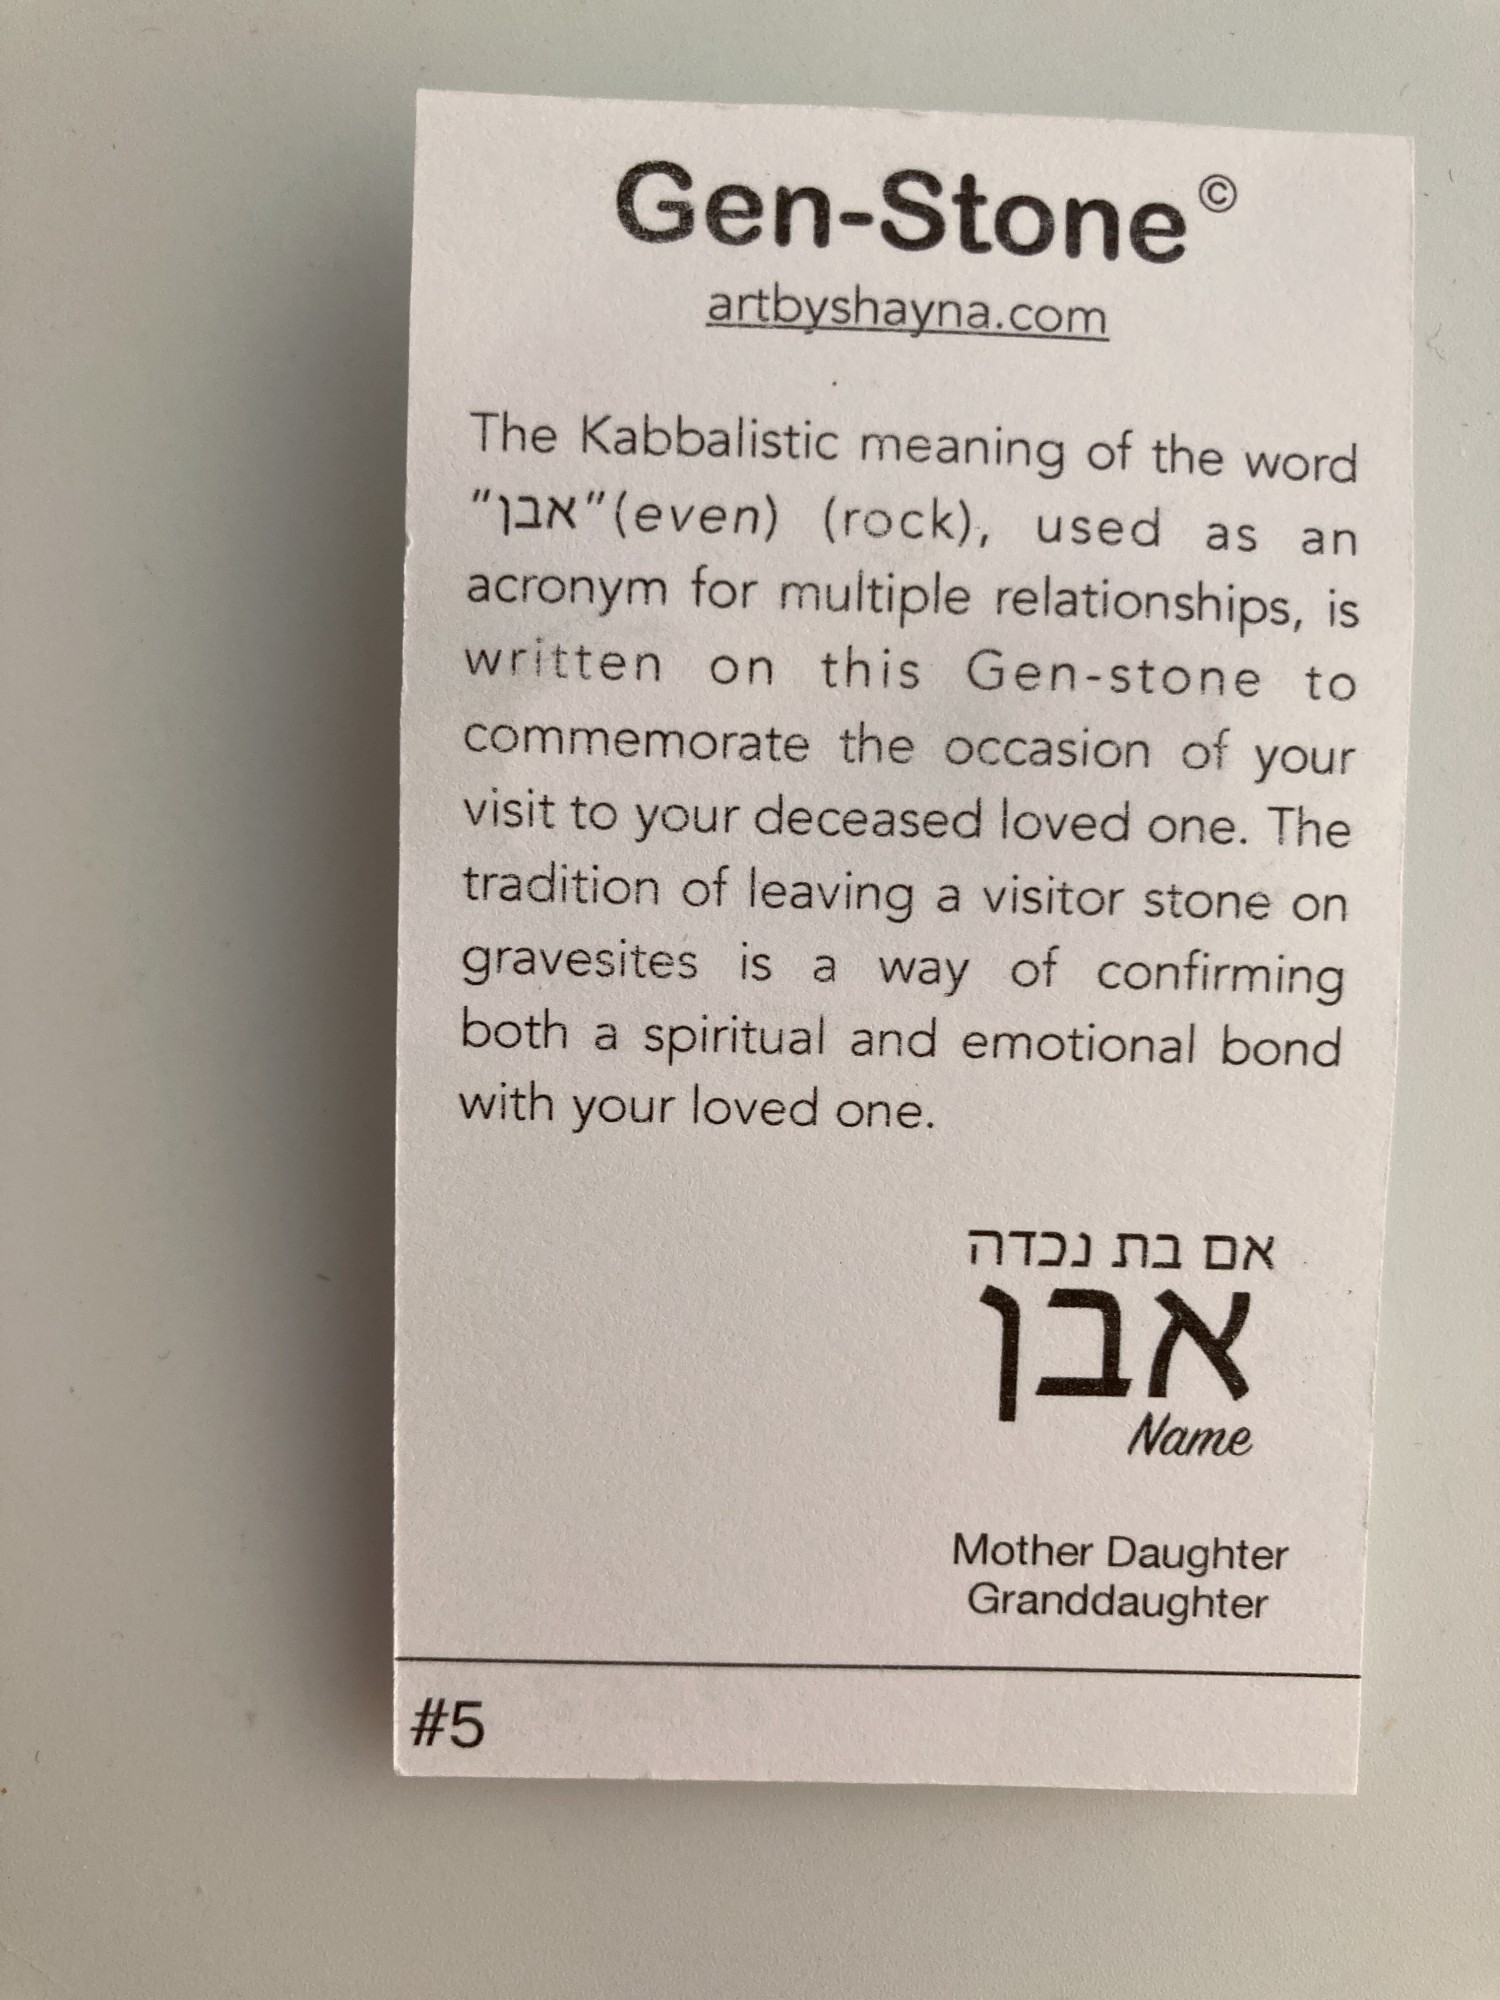 Gen-Stone©
artbyshayna.com
The Kabbalistic meaning of the word
"אבן"(even) (rock), used as an
acronym for multiple relationships, is
written on this Gen-stone to
commemorate the occasion of your
visit to your deceased loved one. The
tradition of leaving a visitor stone on
gravesites is a way of confirming
both a spiritual and emotional bond
with your loved one.
אם בת נכדה
אבן
Name
Mother Daughter
Granddaughter
#5